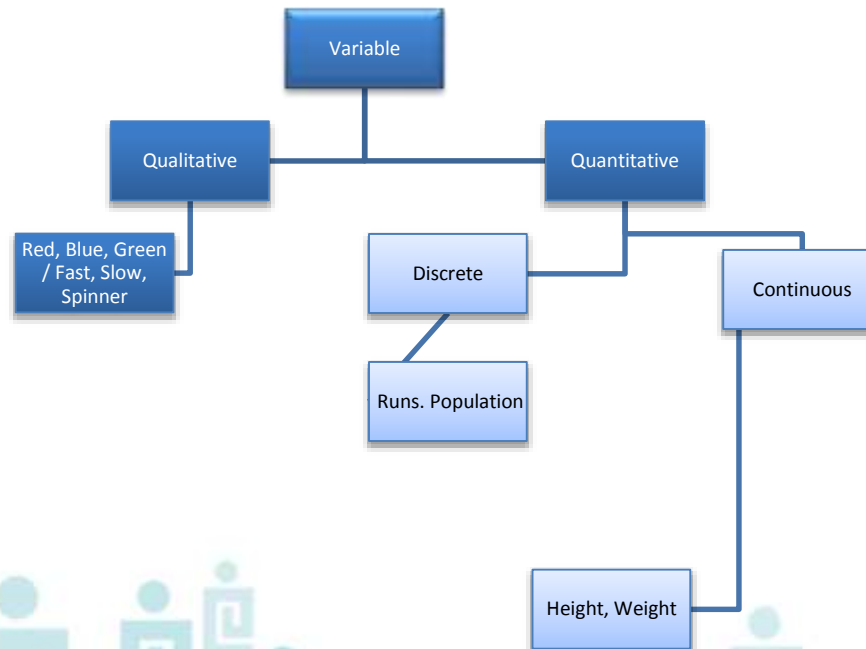 Variable
Qualitative
Quantitative
Red, Blue, Green
/ Fast, Slow,
Spinner
Discrete
Continuous
Runs. Population
Height, Weight